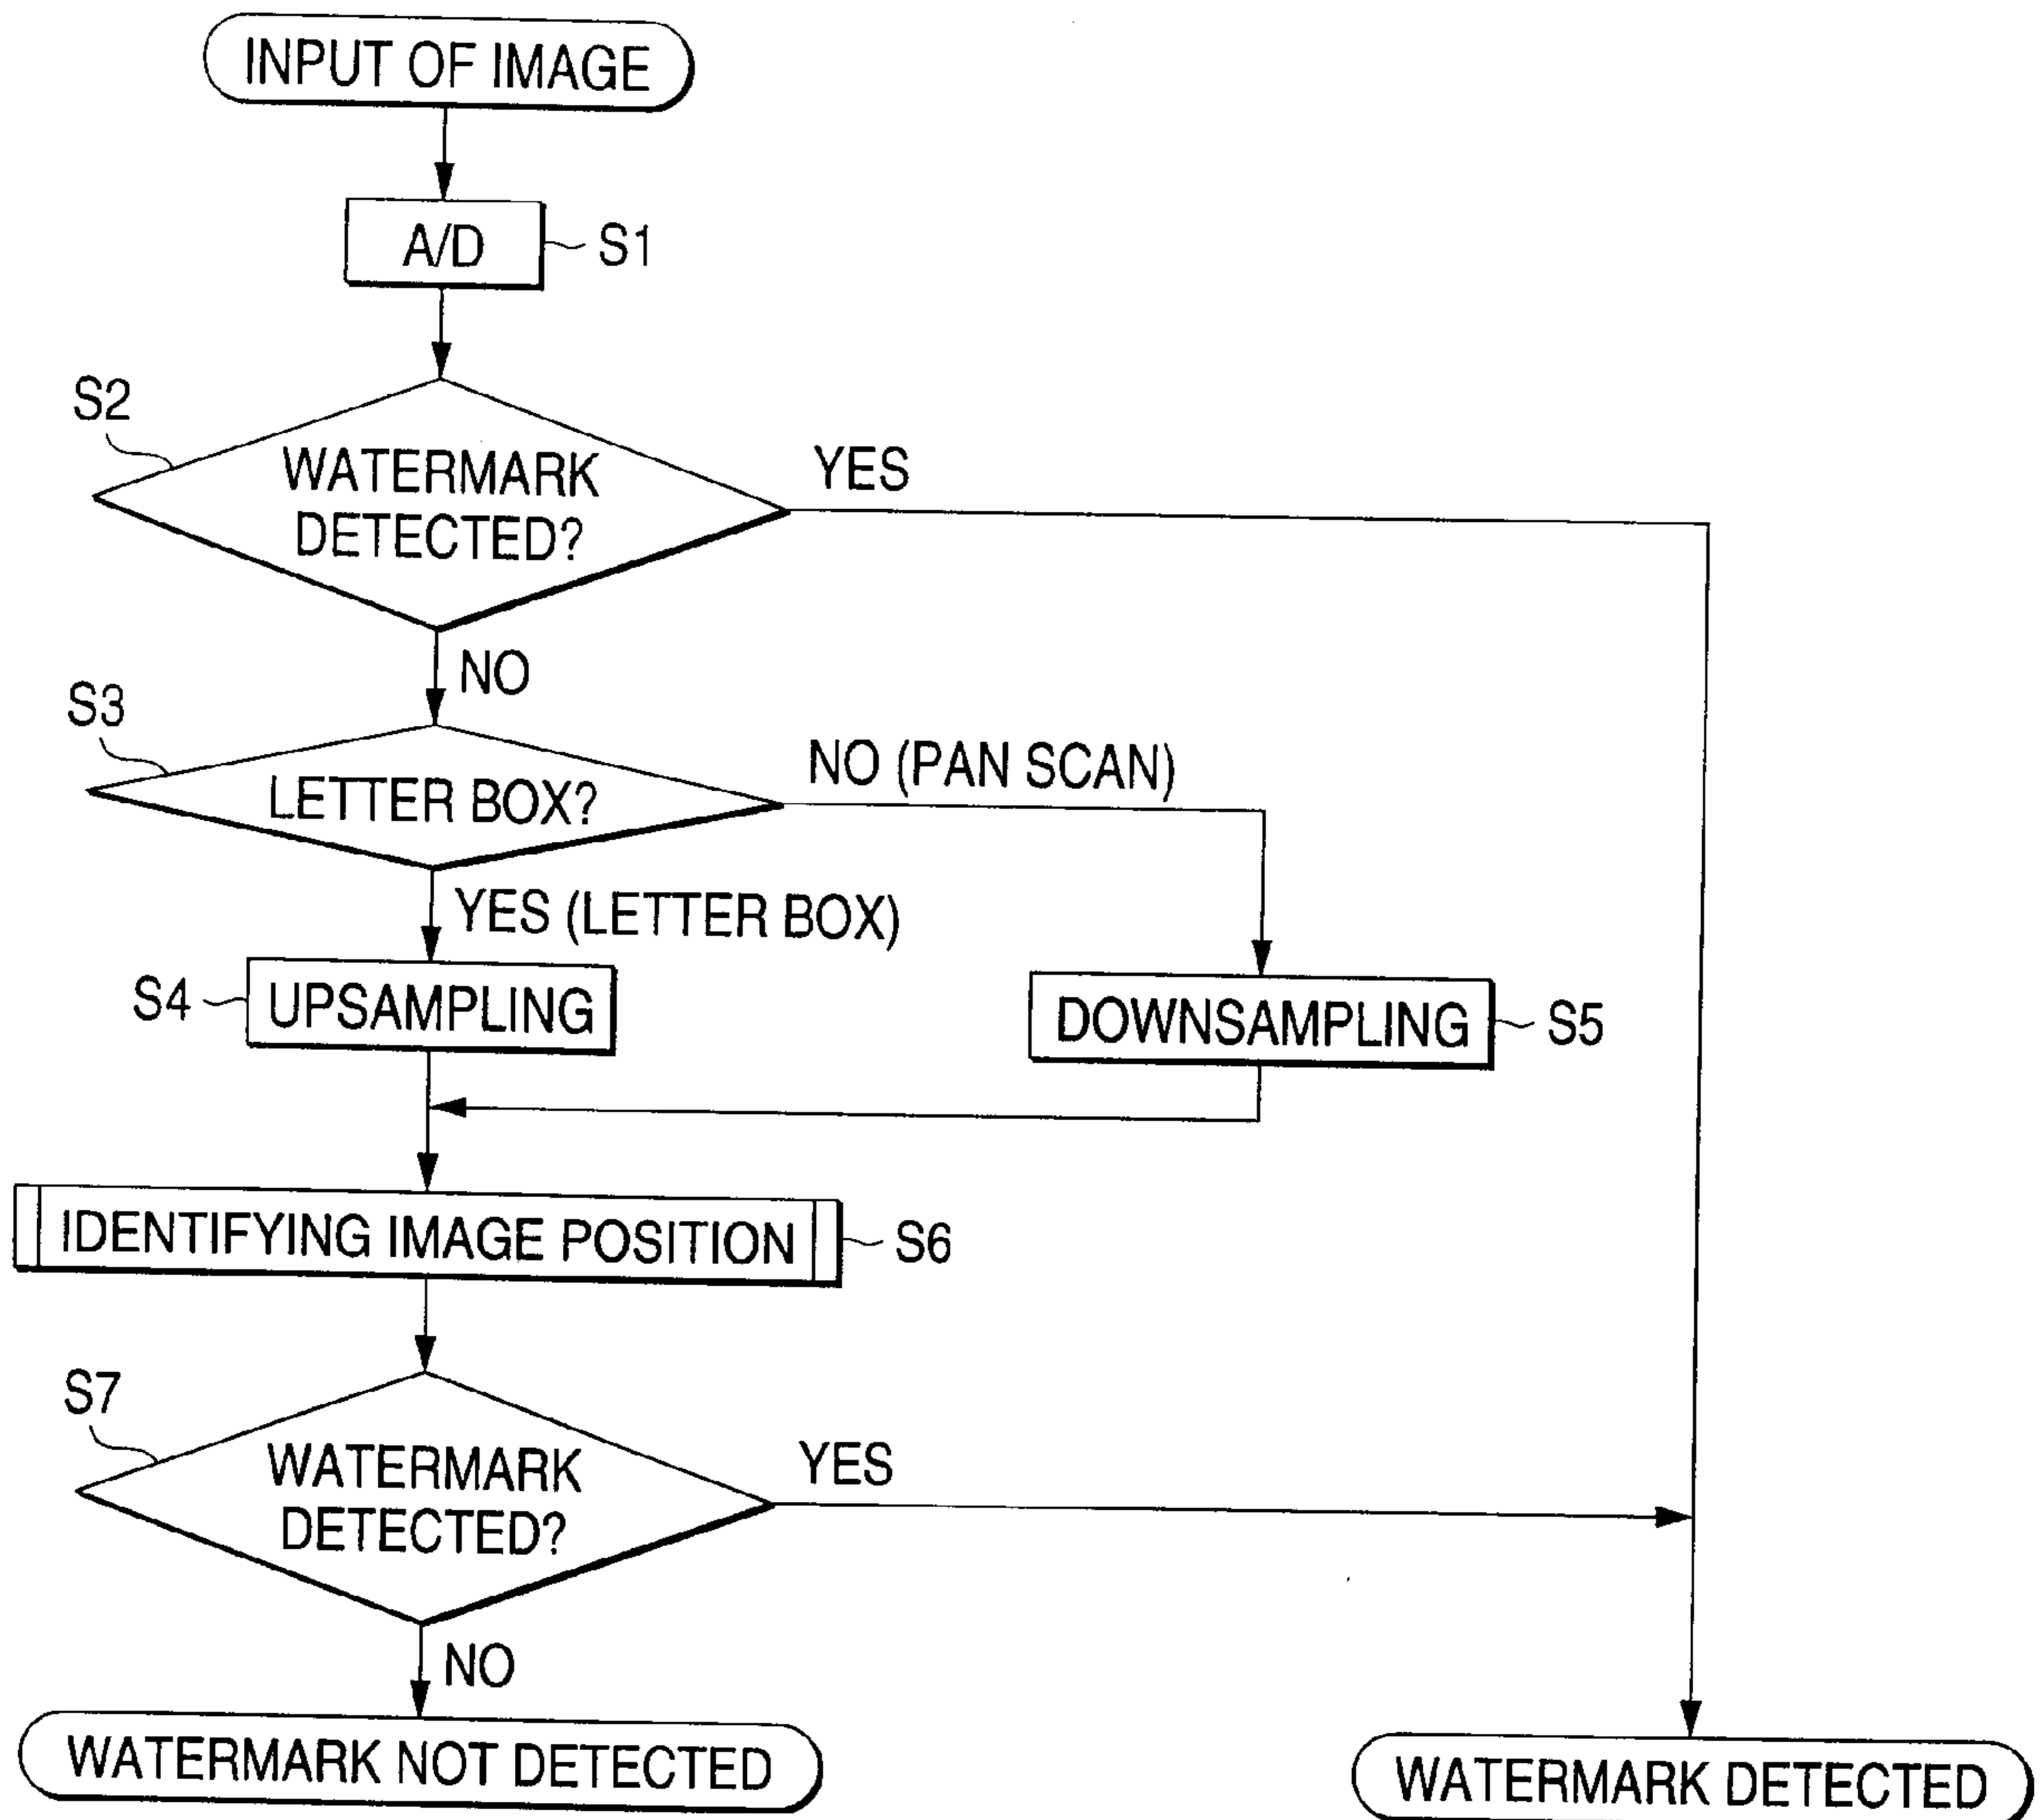 INPUT OF IMAGE
A/D
S1
S2
WATERMARK
DETECTED?
YES
NO
S3
LETTER BOX?
NO (PAN SCAN)
YES (LETTER BOX)
S4
UPSAMPLING
DOWNSAMPLING
S5
IDENTIFYING IMAGE POSITION
S6
S7
WATERMARK
DETECTED?
YES
NO
WATERMARK NOT DETECTED
WATERMARK DETECTED